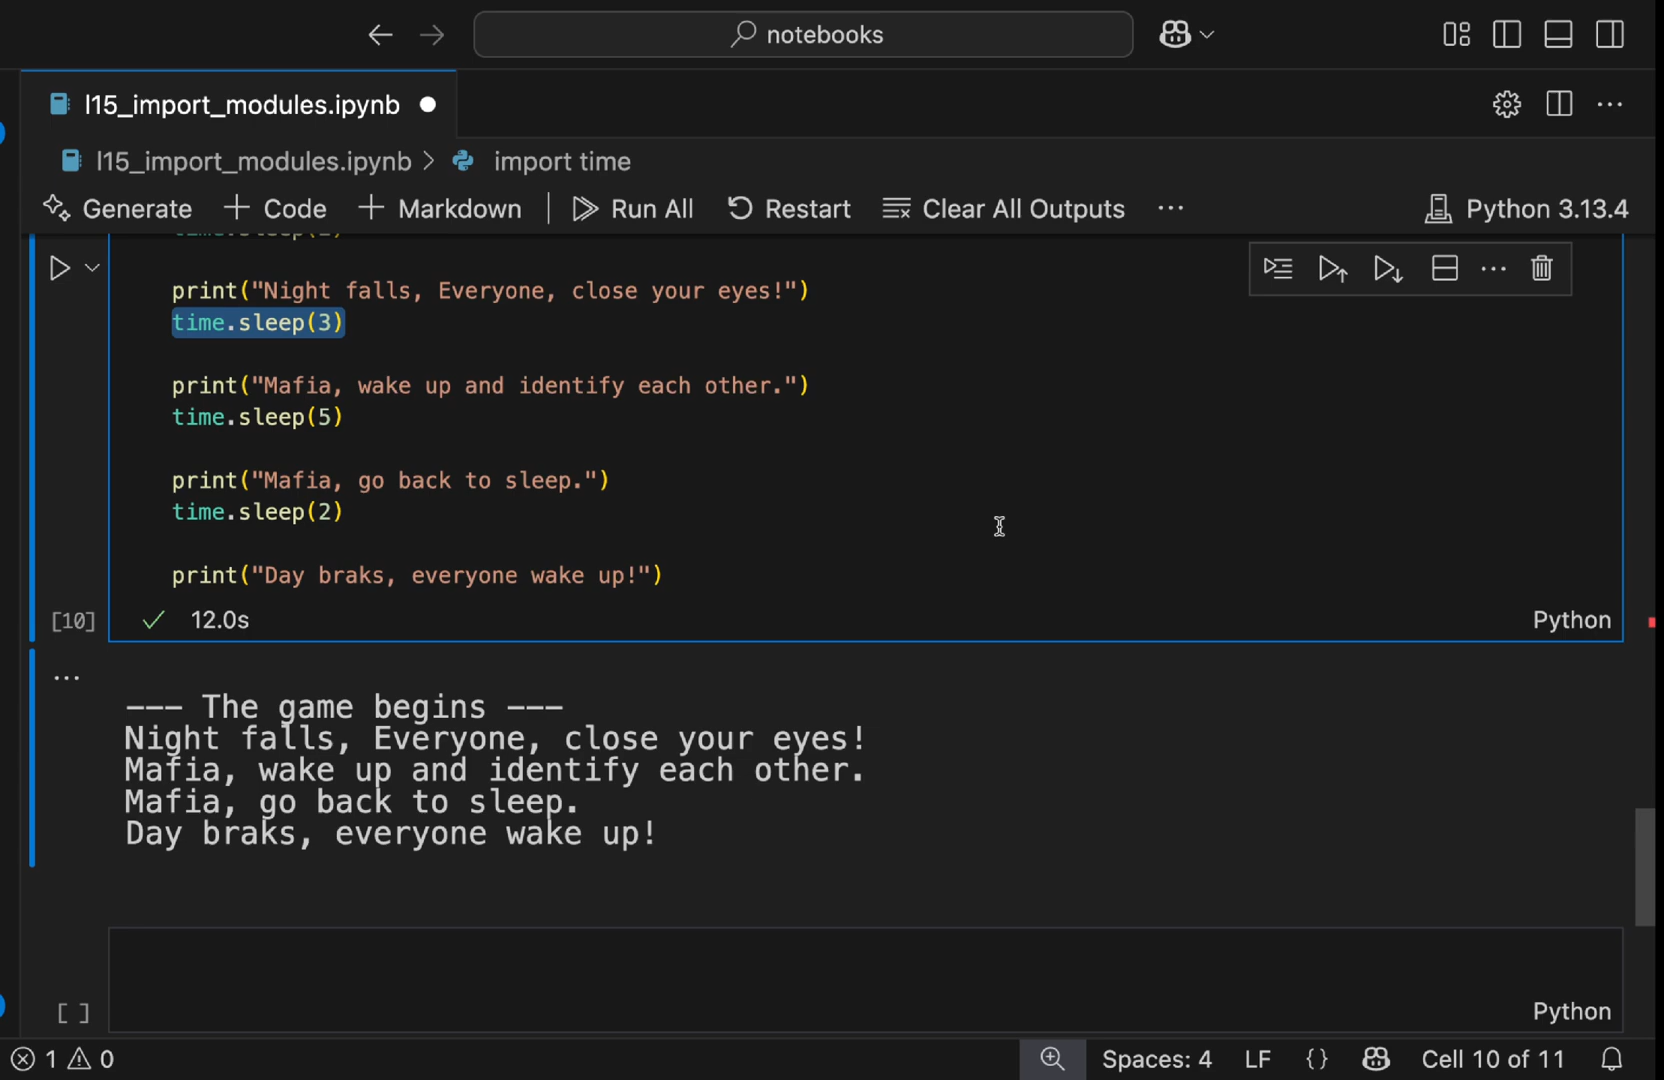 notebooks
l15_import_modules.ipynb
l15_import_modules.ipynb > import time
Generate + Code + Markdown | Run All Restart Clear All Outputs ... Python 3.13.4
print("Night falls, Everyone, close your eyes!")
time.sleep(3)
print("Mafia, wake up and identify each other.")
time.sleep(5)
print("Mafia, go back to sleep.")
time.sleep(2)
print("Day braks, everyone wake up!")
[10] 12.0s Python
--- The game begins ---
Night falls, Everyone, close your eyes!
Mafia, wake up and identify each other.
Mafia, go back to sleep.
Day braks, everyone wake up!
[ ] Python
1 0 Spaces: 4 LF {} Cell 10 of 11